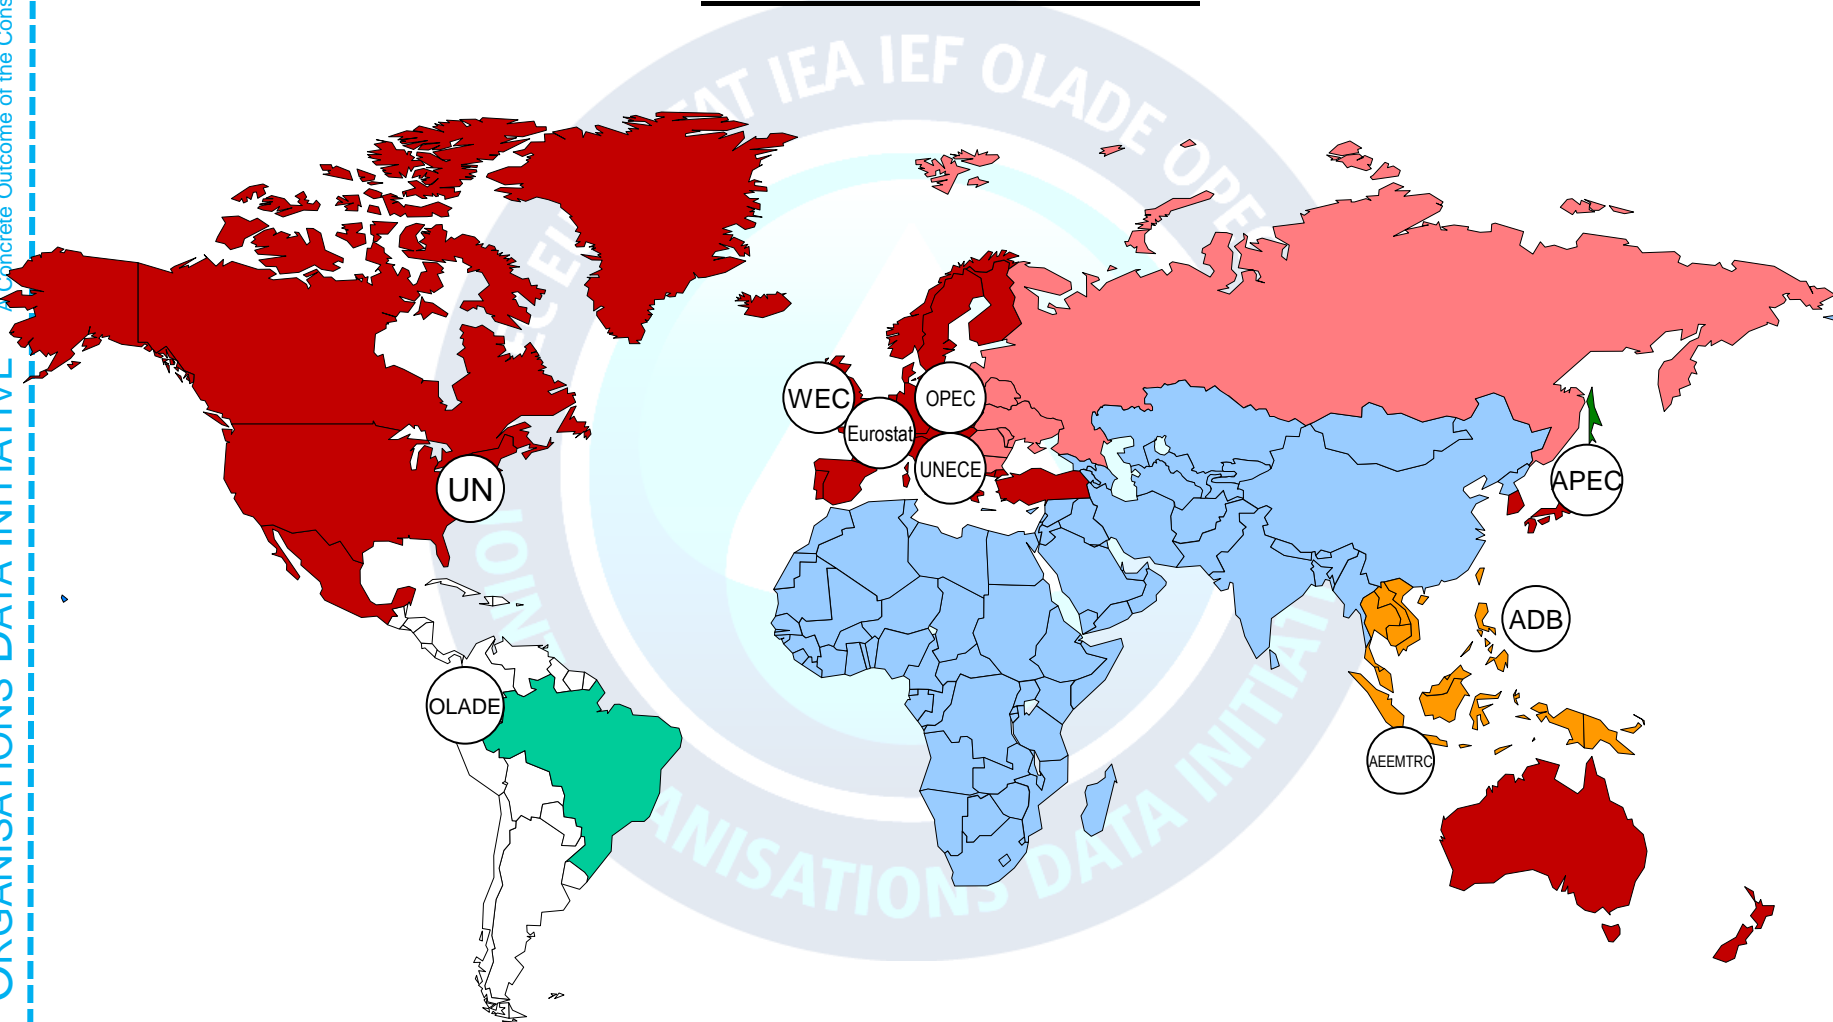 A Concrete Outcome of the Cons
ORGANISATIONS DATA INITIATIVE
IEA IEF OLADE OPE
ANISATIONS DATA INITIATI
WEC
OPEC
Eurostat
UNECE
UN
APEC
ADB
OLADE
AEEMTRC